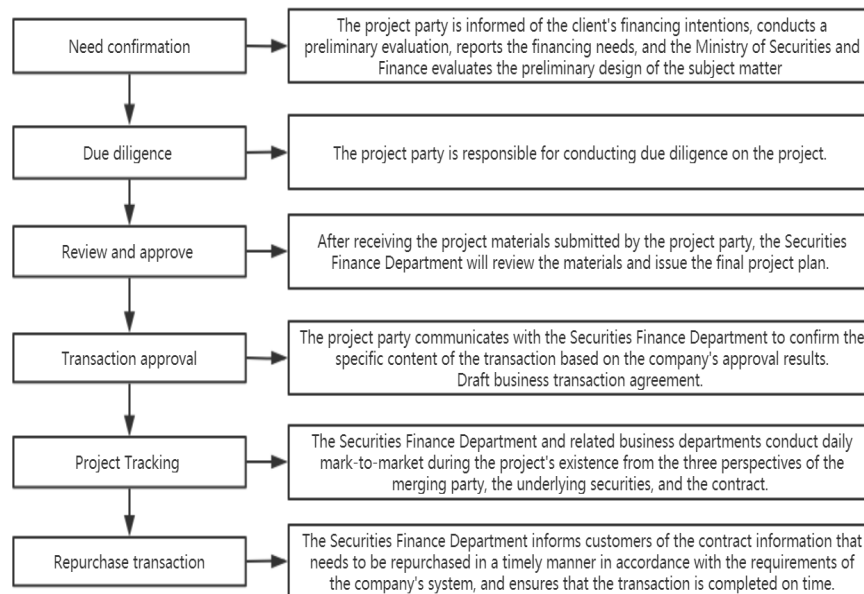 Need confirmation
The project party is informed of the client's financing intentions, conducts a
preliminary evaluation, reports the financing needs, and the Ministry of Securities and
Finance evaluates the preliminary design of the subject matter
Due diligence
The project party is responsible for conducting due diligence on the project.
Review and approve
After receiving the project materials submitted by the project party, the Securities
Finance Department will review the materials and issue the final project plan.
Transaction approval
The project party communicates with the Securities Finance Department to confirm the
specific content of the transaction based on the company's approval results.
Draft business transaction agreement.
Project Tracking
The Securities Finance Department and related business departments conduct daily
mark-to-market during the project's existence from the three perspectives of the
merging party, the underlying securities, and the contract.
Repurchase transaction
The Securities Finance Department informs customers of the contract information that
needs to be repurchased in a timely manner in accordance with the requirements of
the company's system, and ensures that the transaction is completed on time.